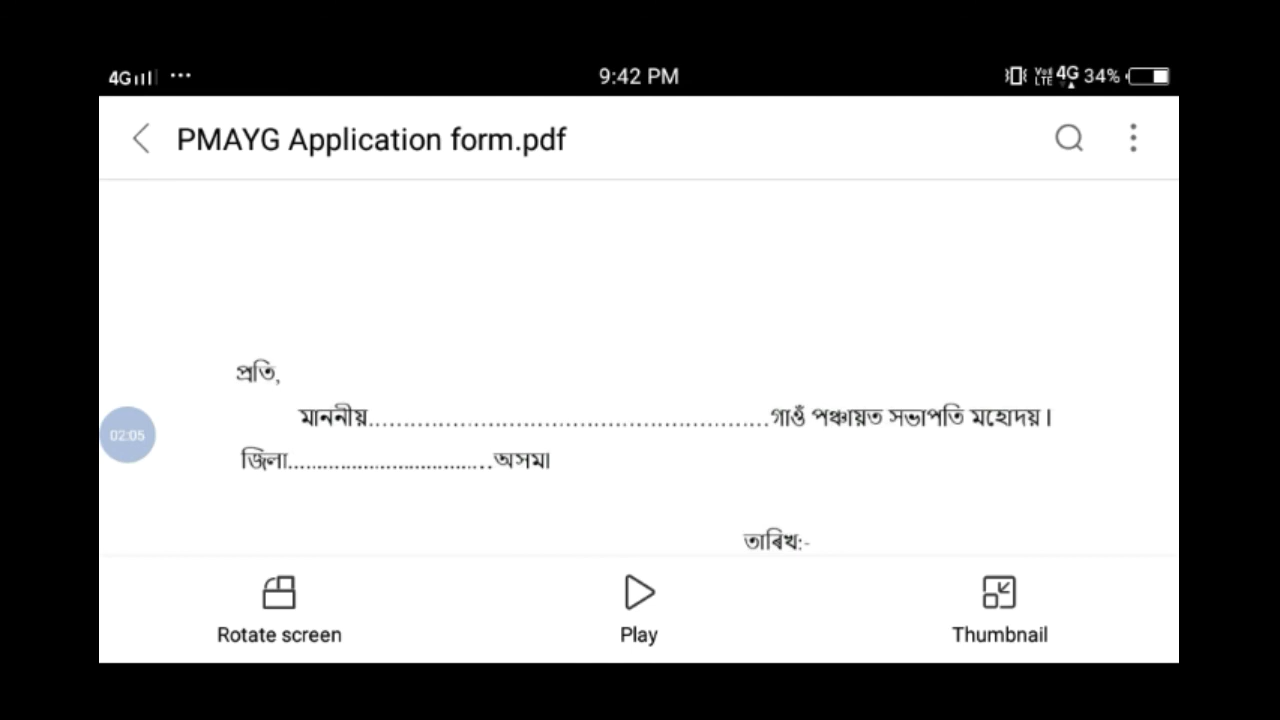 4G 9:42 PM VoLTE 4G 34%
PMAYG Application form.pdf
প্ৰতি,
মাননীয়..........................................................গাওঁ পঞ্চায়ত সভাপতি মহোদয়।
02:05
জিলা...................................অসম।
তাৰিখ:-
Rotate screen Play Thumbnail